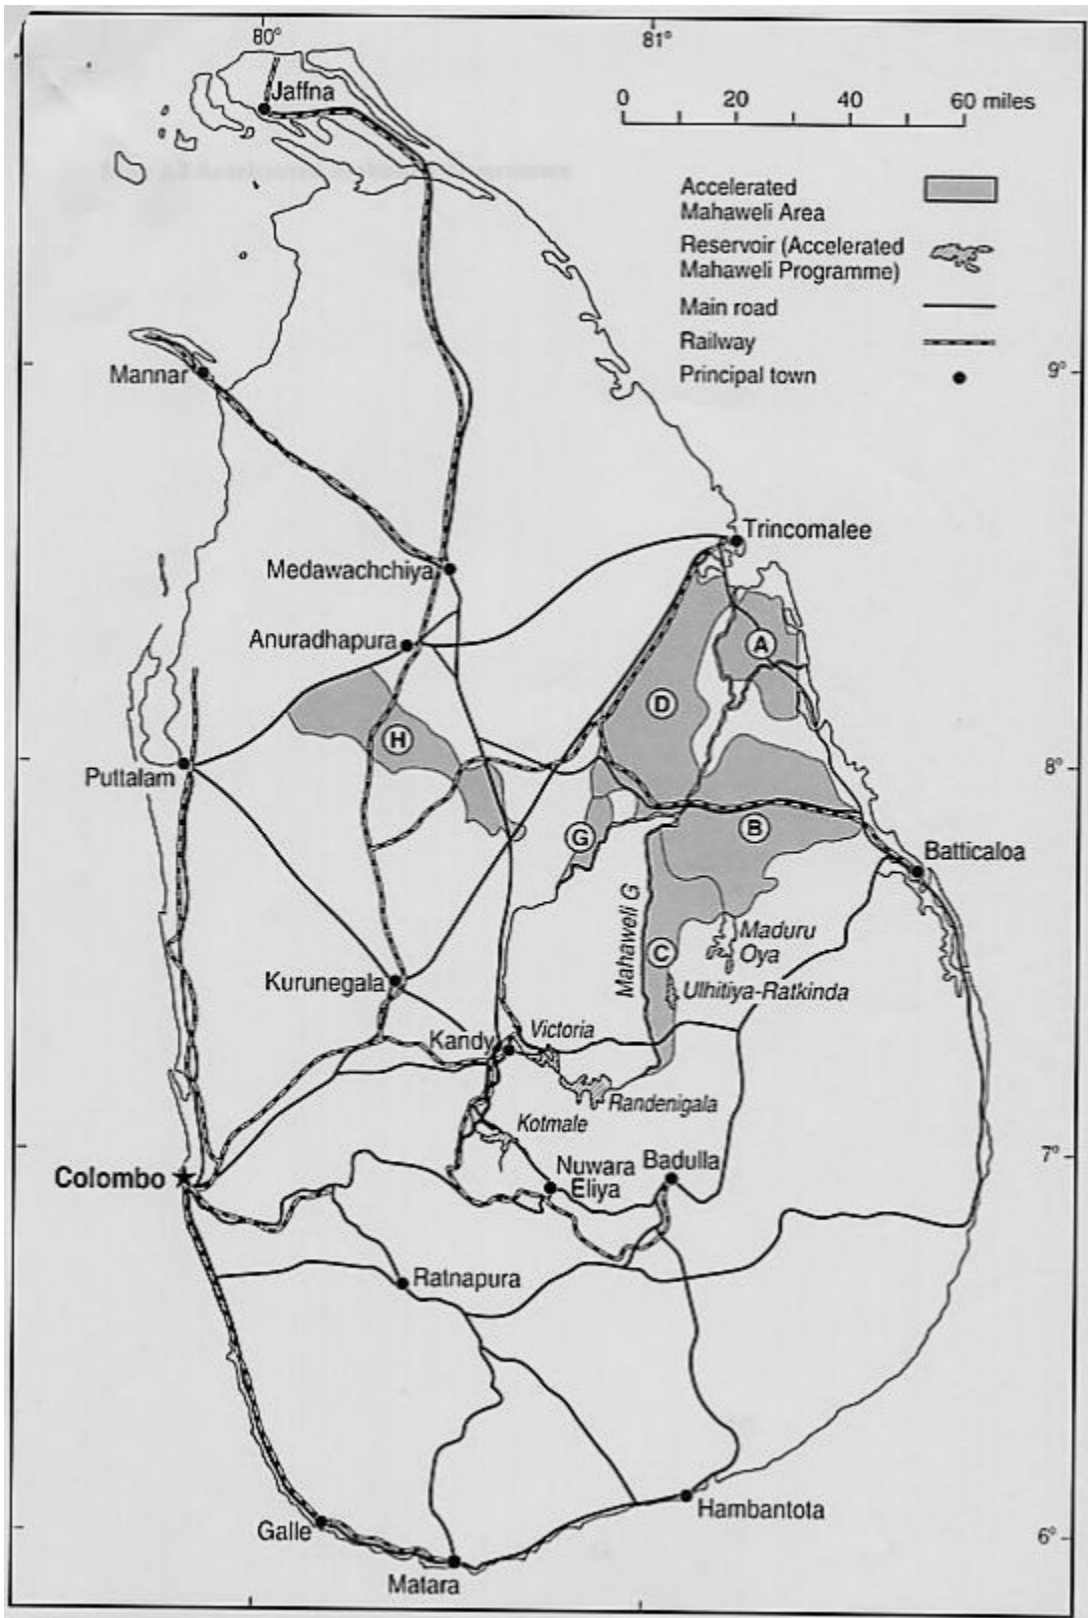 80°
81°
Jaffna
0 20 40 60 miles
Accelerated
Mahaweli Area
Reservoir (Accelerated
Mahaweli Programme)
Main road
Railway
Principal town
Mannar
9°
Trincomalee
Medawachchiya
Anuradhapura
A
D
H
Puttalam
8°
B
G
Batticaloa
Mahaweli G
Maduru
Oya
C
Kurunegala
Ulhitiya-Ratkinda
Victoria
Kandy
Randenigala
Kotmale
Nuwara
Eliya
Badulla
7°
Colombo
Ratnapura
Hambantota
Galle
6°
Matara